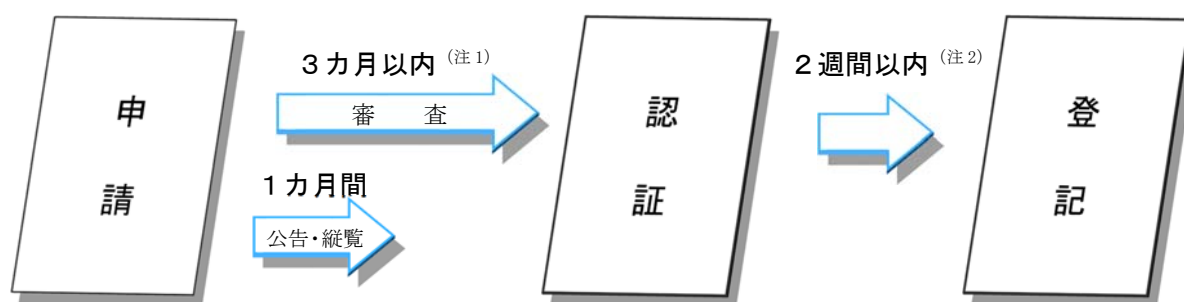 申請
3カ月以内（注1）
審　査
1カ月間
公告・縦覧
認証
2週間以内（注2）
登記